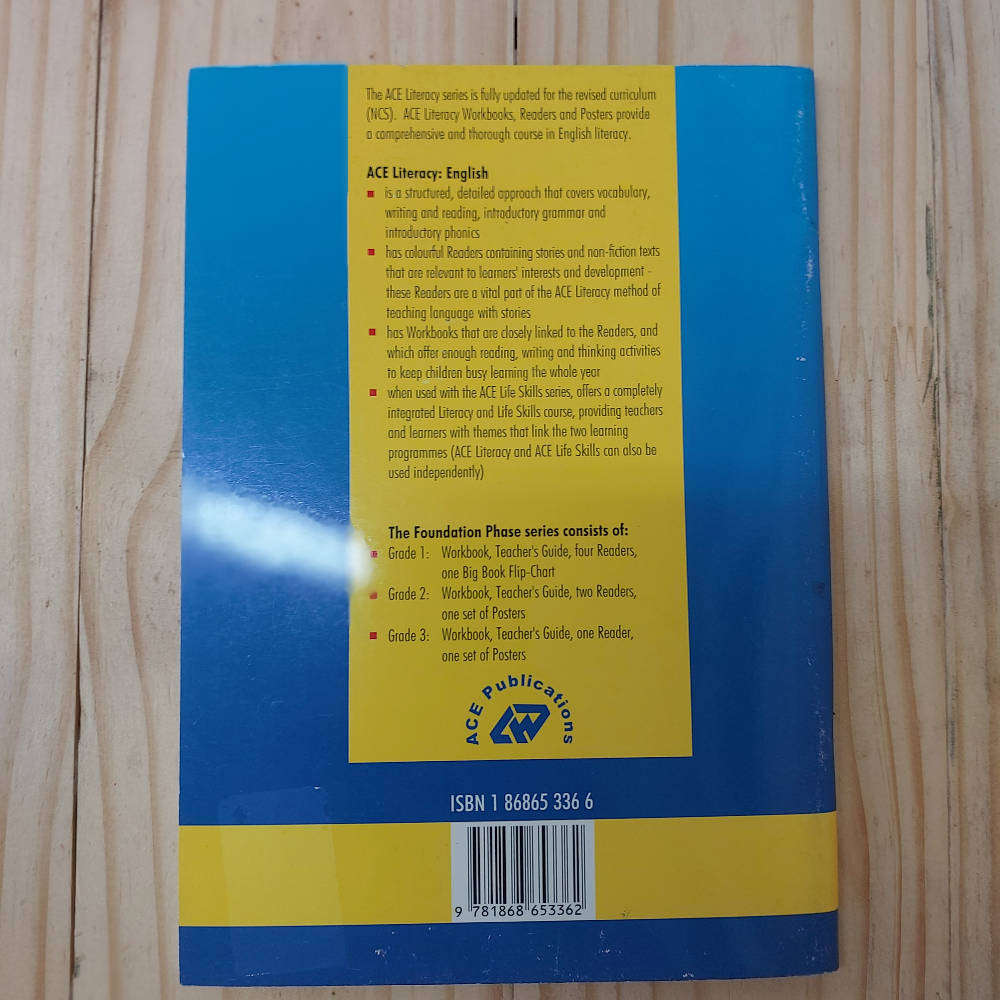 The ACE Literacy series is fully updated for the revised curriculum
(NCS). ACE Literacy Workbooks, Readers and Posters provide
a comprehensive and thorough course in English literacy.
ACE Literacy: English
is a structured, detailed approach that covers vocabulary,
writing and reading, introductory grammar and
introductory phonics
has colourful Readers containing stories and non-fiction texts
that are relevant to learners' interests and development -
these Readers are a vital part of the ACE Literacy method of
teaching language with stories
has Workbooks that are closely linked to the Readers, and
which offer enough reading, writing and thinking activities
to keep children busy learning the whole year
when used with the ACE Life Skills series, offers a completely
integrated Literacy and Life Skills course, providing teachers
and learners with themes that link the two learning
programmes (ACE Literacy and ACE Life Skills can also be
used independently)
The Foundation Phase series consists of:
Grade 1: Workbook, Teacher's Guide, four Readers,
one Big Book Flip-Chart
Grade 2: Workbook, Teacher's Guide, two Readers,
one set of Posters
Grade 3: Workbook, Teacher's Guide, one Reader,
one set of Posters
ACE Publications
ISBN 1 86865 336 6
9 781868 653362